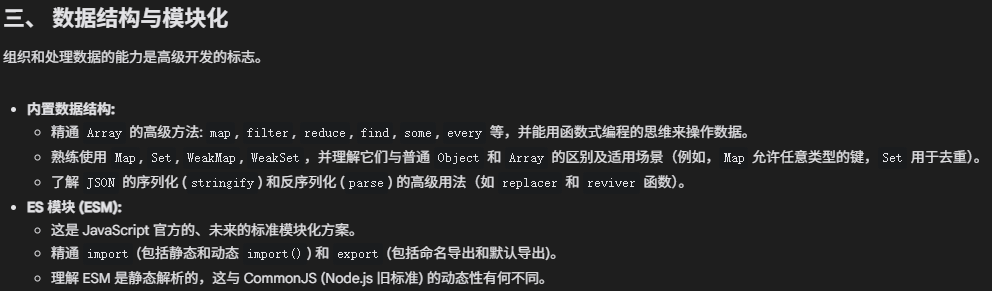 三、 数据结构与模块化
组织和处理数据的能力是高级开发的标志。
• 内置数据结构:
○ 精通 Array 的高级方法: map, filter, reduce, find, some, every 等，并能用函数式编程的思维来操作数据。
○ 熟练使用 Map, Set, WeakMap, WeakSet，并理解它们与普通 Object 和 Array 的区别及适用场景（例如，Map 允许任意类型的键，Set 用于去重）。
○ 了解 JSON 的序列化 (stringify) 和反序列化 (parse) 的高级用法（如 replacer 和 reviver 函数）。
• ES 模块 (ESM):
○ 这是 JavaScript 官方的、未来的标准模块化方案。
○ 精通 import (包括静态和动态 import()) 和 export (包括命名导出和默认导出)。
○ 理解 ESM 是静态解析的，这与 CommonJS (Node.js 旧标准) 的动态性有何不同。